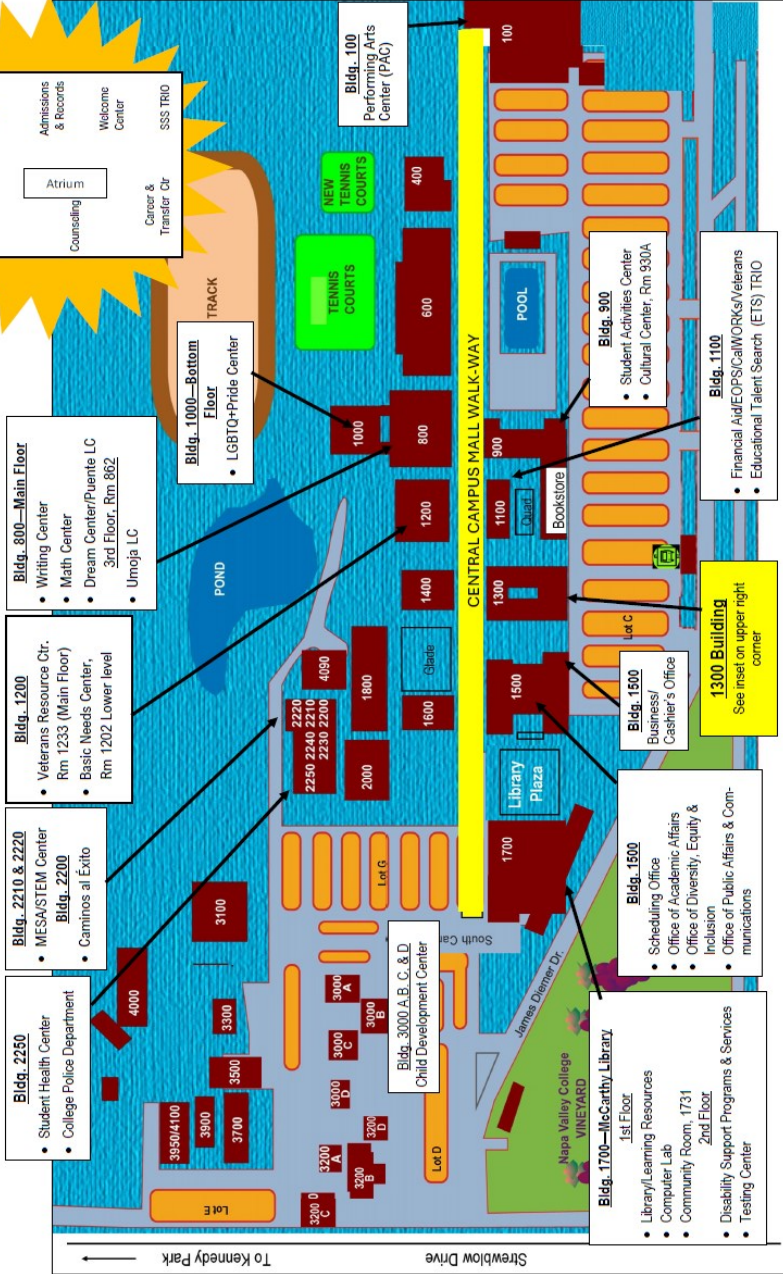 Bldg. 2250
• Student Health Center
• College Police Department
Bldg. 2210 & 2220
• MESA/STEM Center
Bldg. 2200
• Caminos al Éxito
Bldg. 1200
• Veterans Resource Ctr.
Rm 1233 (Main Floor)
• Basic Needs Center,
Rm 1202 Lower level
Bldg. 800—Main Floor
• Writing Center
• Math Center
• Dream Center/Puente LC
3rd Floor, Rm 862
• Umoja LC
Counseling
Atrium
Admissions
& Records
Welcome
Center
Career &
Transfer Ctr
SSS TRIO
Bldg. 1000—Bottom
Floor
• LGBTQ+Pride Center
Bldg. 100
Performing Arts
Center (PAC)
TRACK
POND
NEW
TENNIS
COURTS
TENNIS
COURTS
4000
3950/4100
3900
3700
3500
3300
3100
2250 2240 2210
2220
2230 2200
4090
1000
3200
C
3200
A
3200
B
3200
D
3000
D
3000
C
3000
B
3000
A
2000
1800
1600
Glade
1400
1200
800
600
400
100
Lot E
Lot D
Lot G
Lot C
To Kennedy Park
Strewblow Drive
South Cam
James Diemer Dr.
CENTRAL CAMPUS MALL WALK-WAY
Bldg. 3000 A,B, C, & D
Child Development Center
1700
Library
Plaza
1500
1300
1100
Quad
900
Bookstore
POOL
Napa Valley College
VINEYARD
Bldg. 1700—McCarthy Library
1st Floor
• Library/Learning Resources
• Computer Lab
• Community Room, 1731
2nd Floor
• Disability Support Programs & Services
• Testing Center
Bldg. 1500
• Scheduling Office
• Office of Academic Affairs
• Office of Diversity, Equity &
Inclusion
• Office of Public Affairs & Com-
munications
Bldg. 1500
Business/
Cashier's Office
1300 Building
See inset on upper right
corner
Bldg. 1100
• Financial Aid/EOPS/CalWORKs/Veterans
• Educational Talent Search (ETS) TRIO
Bldg. 900
• Student Activities Center
• Cultural Center, Rm 930A